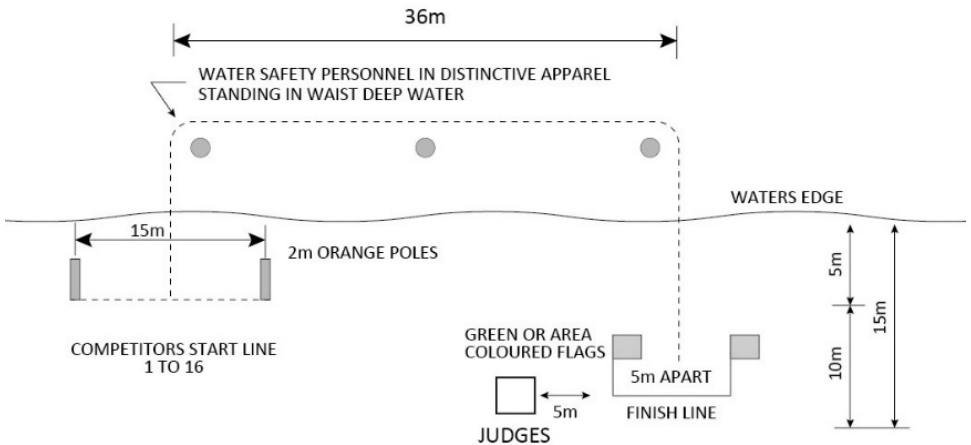 36m
WATER SAFETY PERSONNEL IN DISTINCTIVE APPAREL
STANDING IN WAIST DEEP WATER
WATERS EDGE
15m
2m ORANGE POLES
5m
15m
10m
COMPETITORS START LINE
1 TO 16
GREEN OR AREA
COLOURED FLAGS
5m APART
5m
FINISH LINE
JUDGES